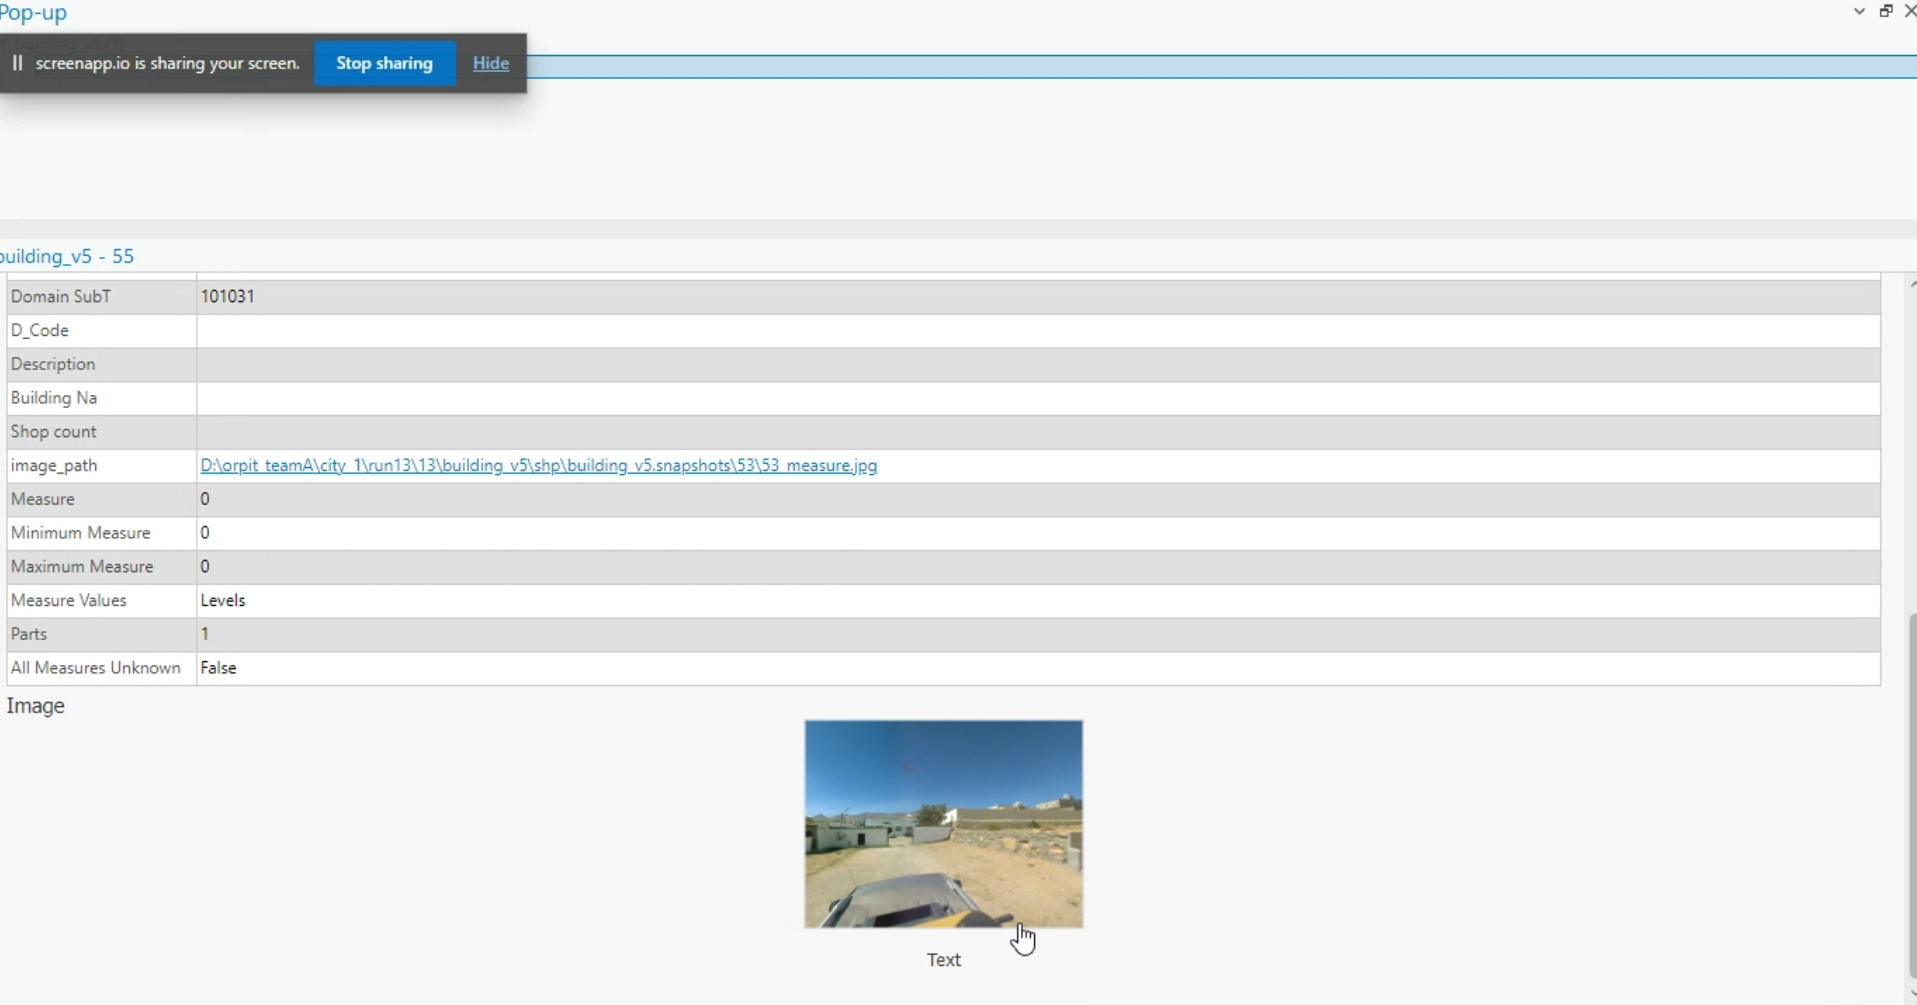 Pop-up
screenapp.io is sharing your screen. Stop sharing Hide
building_v5 - 55
Domain SubT 101031
D_Code
Description
Building Na
Shop count
image_path D:\orpit_teamA\city_1\run13\13\building_v5\shp\building_v5.snapshots\53\53_measure.jpg
Measure 0
Minimum Measure 0
Maximum Measure 0
Measure Values Levels
Parts 1
All Measures Unknown False
Image
Text